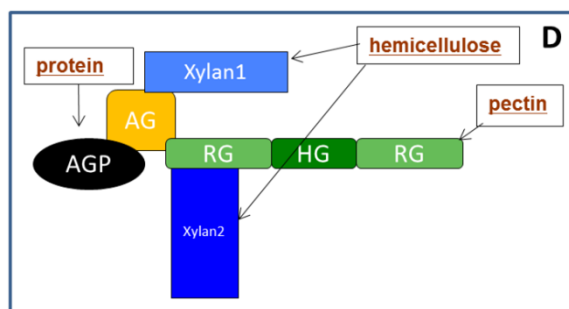 hemicellulose
D
protein
Xylan1
pectin
AG
RG
HG
RG
AGP
Xylan2